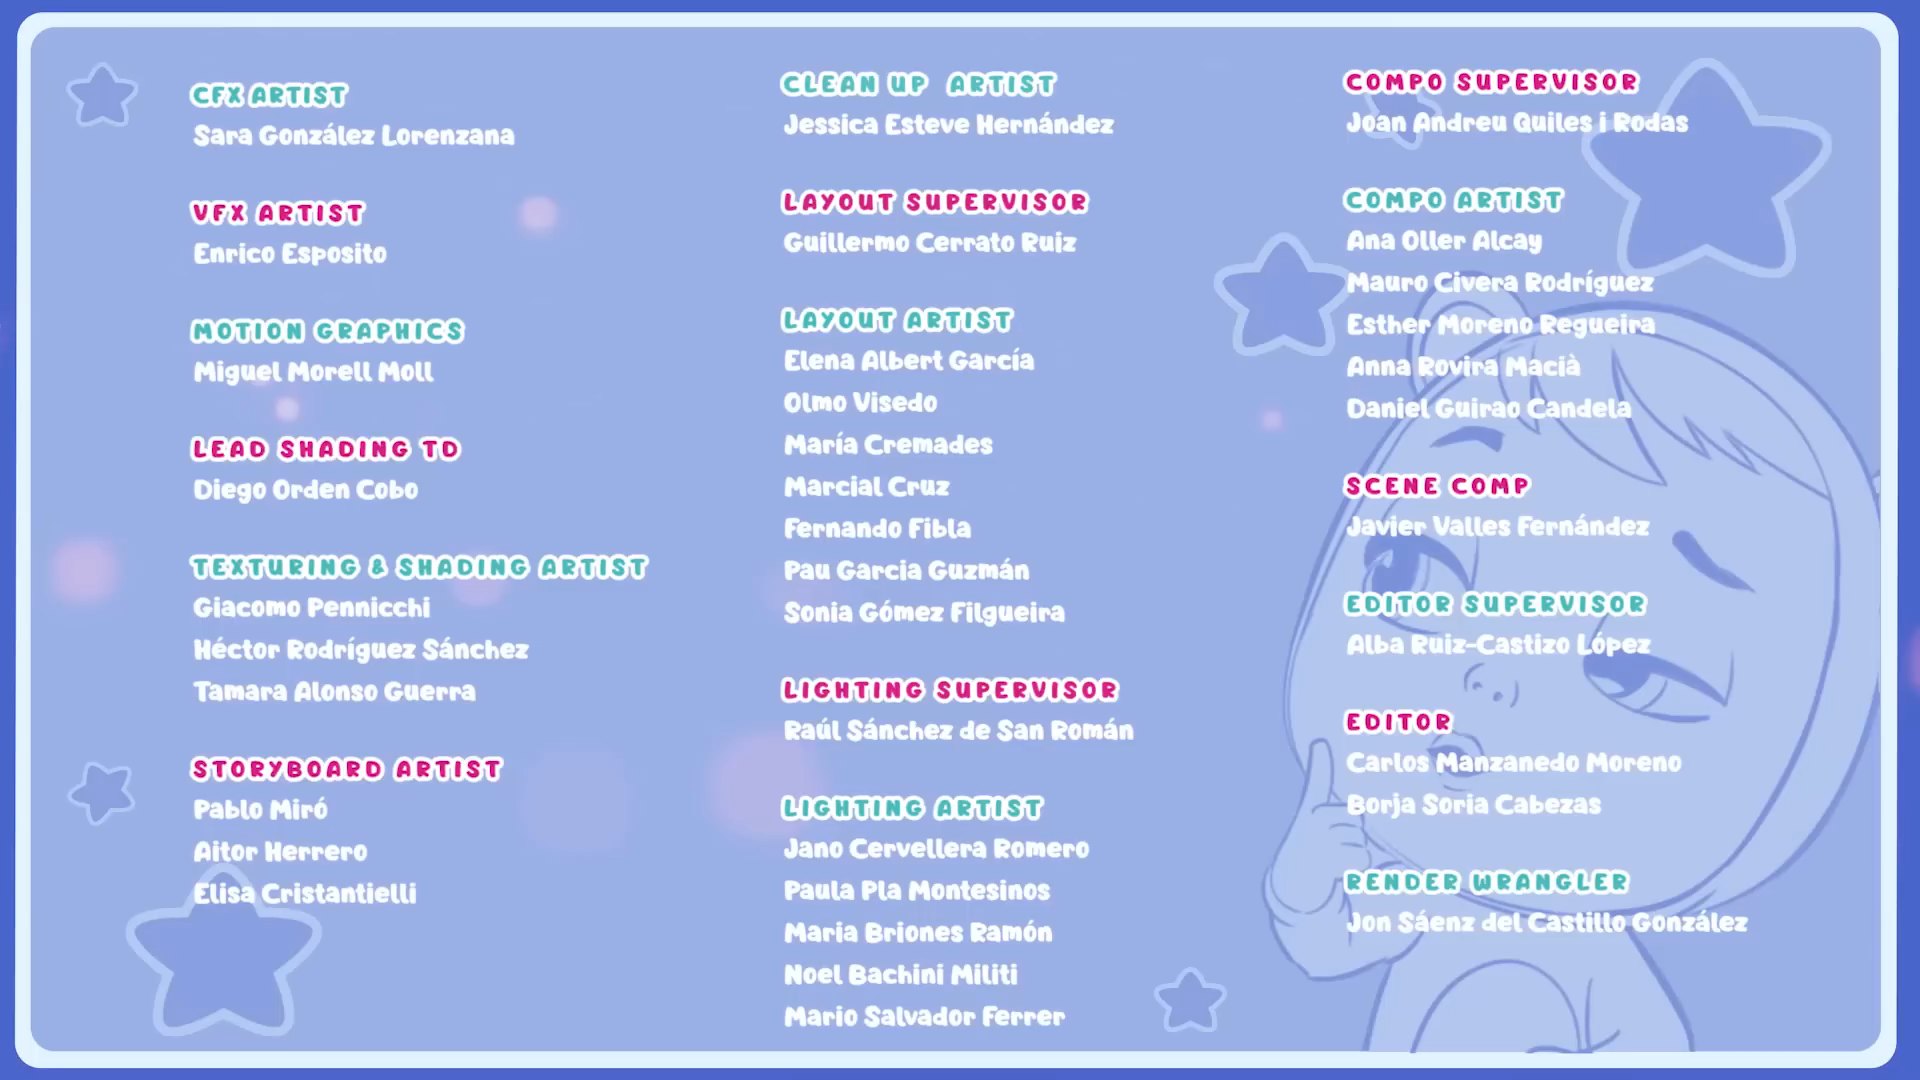 CFX ARTIST
Sara González Lorenzana
VFX ARTIST
Enrico Esposito
MOTION GRAPHICS
Miguel Morell Moll
LEAD SHADING TD
Diego Orden Cobo
TEXTURING & SHADING ARTIST
Giacomo Pennicchi
Héctor Rodríguez Sánchez
Tamara Alonso Guerra
STORYBOARD ARTIST
Pablo Miró
Aitor Herrero
Elisa Cristantielli
CLEAN UP ARTIST
Jessica Esteve Hernández
LAYOUT SUPERVISOR
Guillermo Cerrato Ruiz
LAYOUT ARTIST
Elena Albert García
Olmo Visedo
María Cremades
Marcial Cruz
Fernando Fibla
Pau Garcia Guzmán
Sonia Gómez Filgueira
LIGHTING SUPERVISOR
Raúl Sánchez de San Román
LIGHTING ARTIST
Jano Cervellera Romero
Paula Pla Montesinos
Maria Briones Ramón
Noel Bachini Militi
Mario Salvador Ferrer
COMPO SUPERVISOR
Joan Andreu Quiles i Rodas
COMPO ARTIST
Ana Oller Alcay
Mauro Civera Rodríguez
Esther Moreno Regueira
Anna Rovira Macià
Daniel Guirao Candela
SCENE COMP
Javier Valles Fernández
EDITOR SUPERVISOR
Alba Ruiz-Castizo López
EDITOR
Carlos Manzanedo Moreno
Borja Soria Cabezas
RENDER WRANGLER
Jon Sáenz del Castillo González